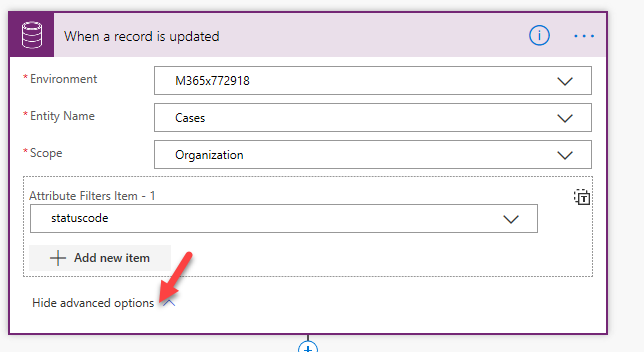 When a record is updated
* Environment
M365x772918
* Entity Name
Cases
* Scope
Organization
Attribute Filters Item - 1
statuscode
Add new item
Hide advanced options